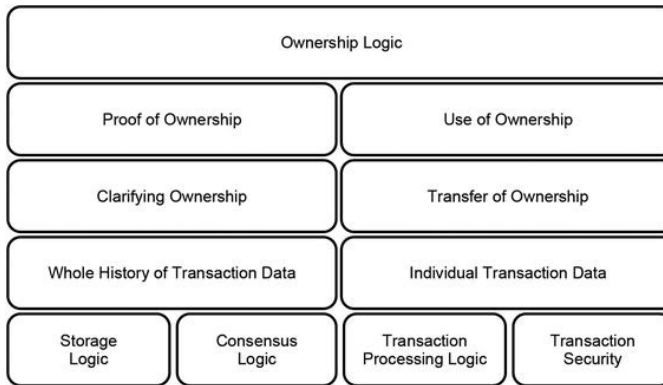 Ownership Logic
Proof of Ownership
Use of Ownership
Clarifying Ownership
Transfer of Ownership
Whole History of Transaction Data
Individual Transaction Data
Storage
Logic
Consensus
Logic
Transaction
Processing Logic
Transaction
Security